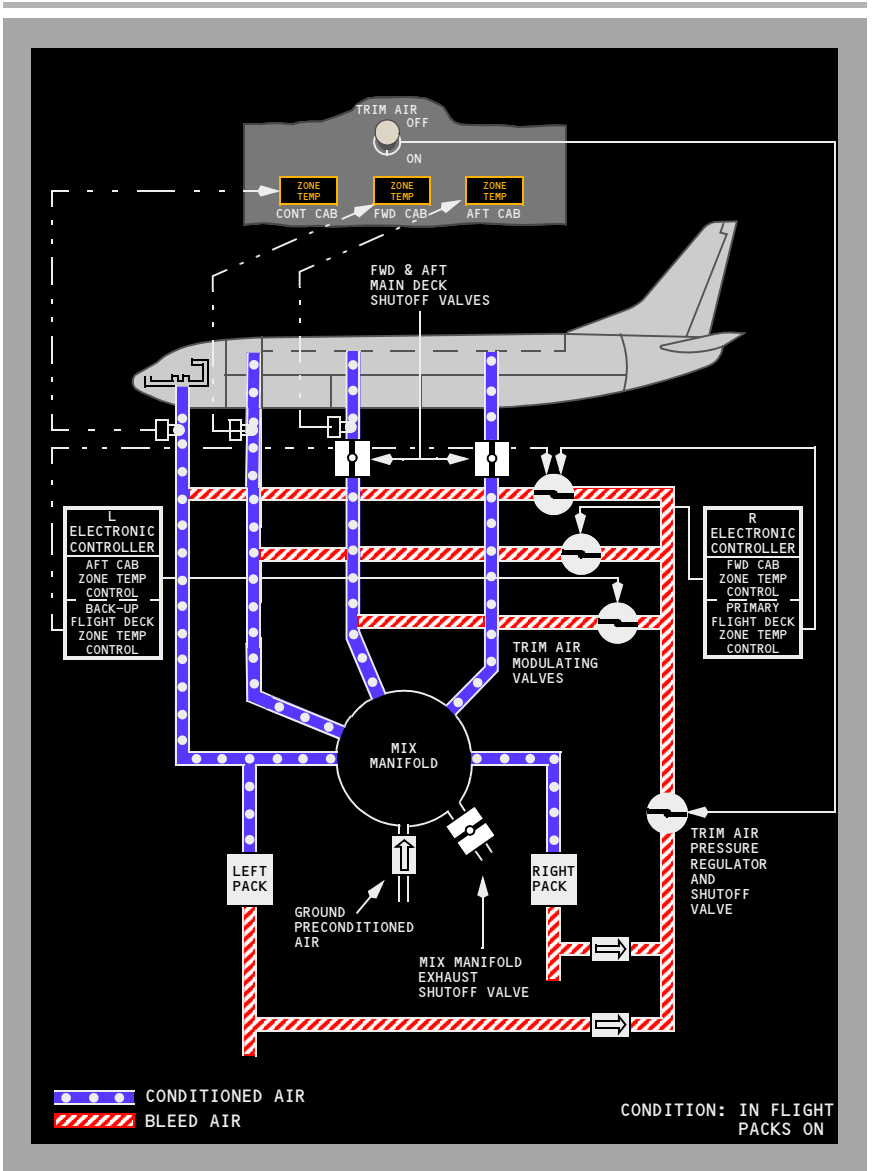 TRIM AIR
OFF
ON
ZONE
TEMP
ZONE
TEMP
ZONE
TEMP
CONT CAB
FWD CAB
AFT CAB
FWD & AFT
MAIN DECK
SHUTOFF VALVES
L
ELECTRONIC
CONTROLLER
AFT CAB
ZONE TEMP
CONTROL
BACK-UP
FLIGHT DECK
ZONE TEMP
CONTROL
R
ELECTRONIC
CONTROLLER
FWD CAB
ZONE TEMP
CONTROL
PRIMARY
FLIGHT DECK
ZONE TEMP
CONTROL
TRIM AIR
MODULATING
VALVES
MIX
MANIFOLD
TRIM AIR
PRESSURE
REGULATOR
AND
SHUTOFF
VALVE
LEFT
PACK
RIGHT
PACK
GROUND
PRECONDITIONED
AIR
MIX MANIFOLD
EXHAUST
SHUTOFF VALVE
CONDITIONED AIR
BLEED AIR
CONDITION: IN FLIGHT
PACKS ON